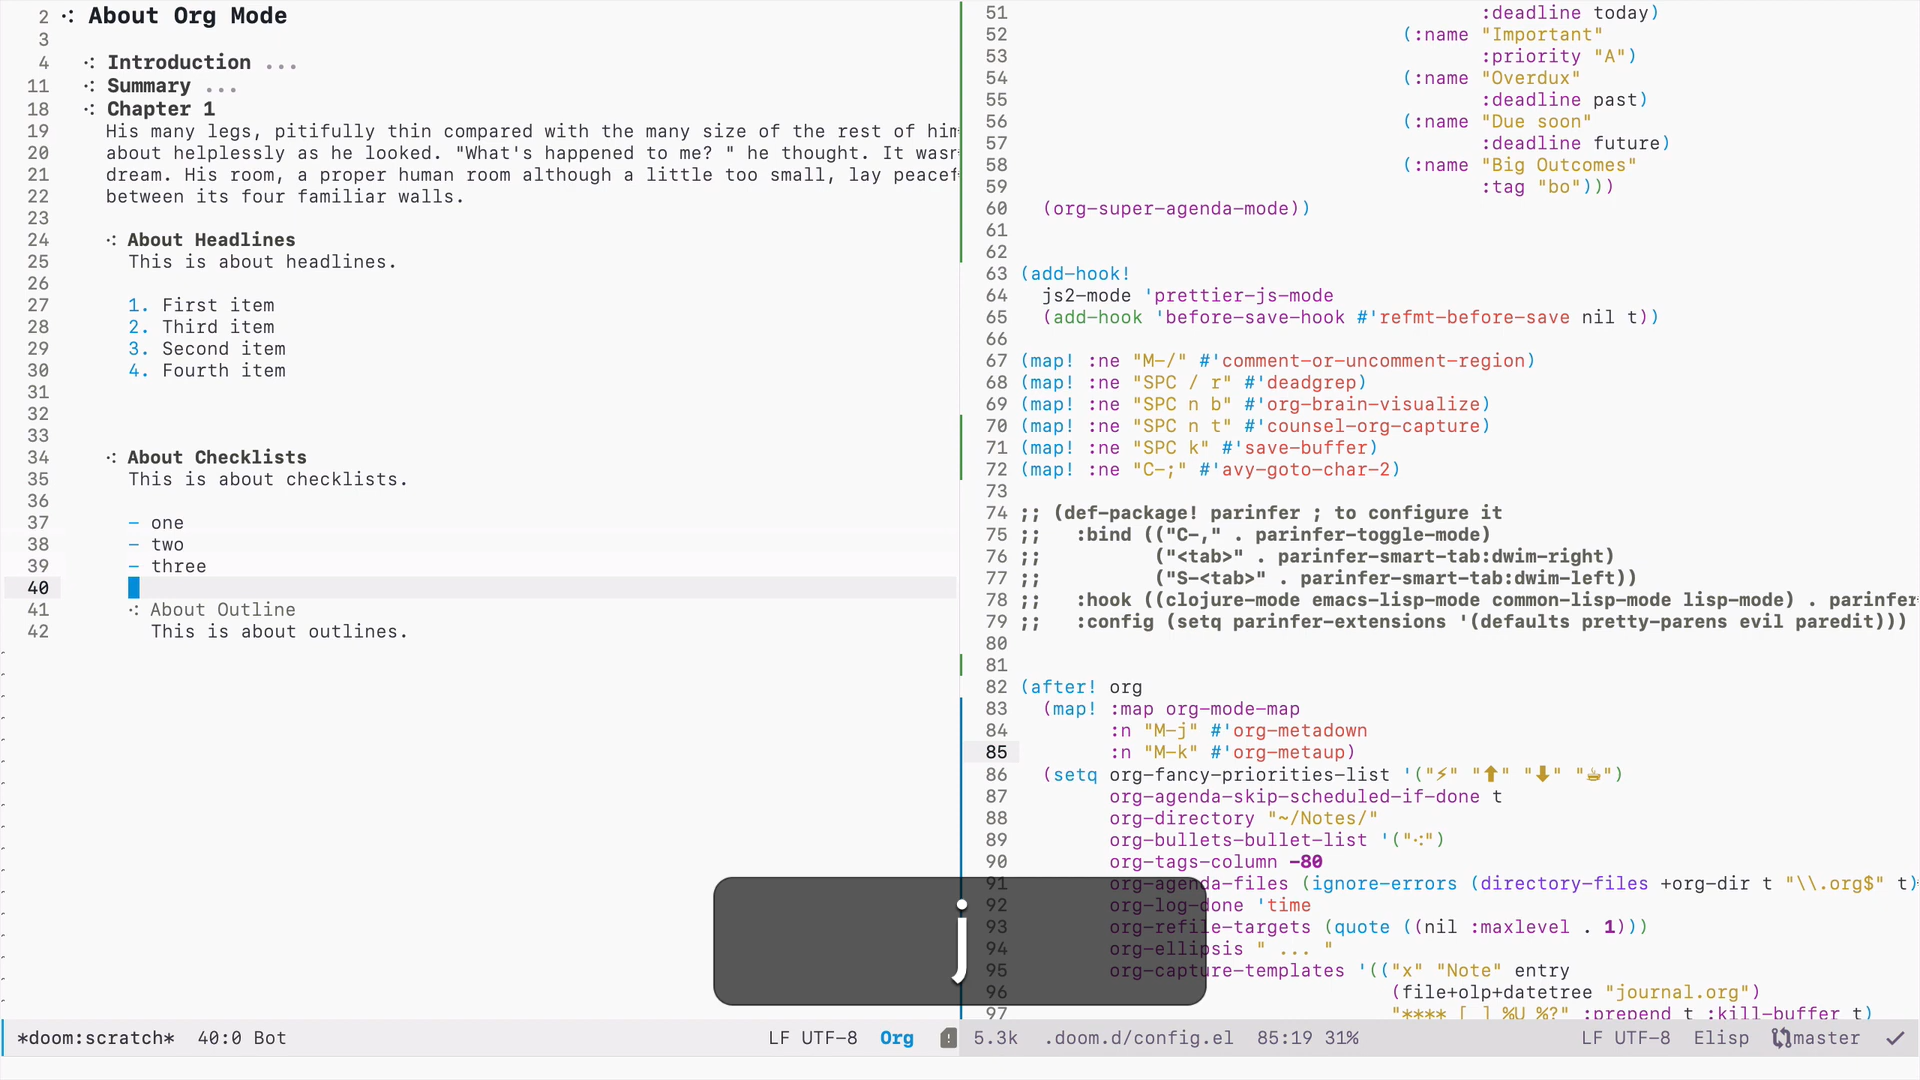 2 ⁖ About Org Mode
3
4 ⁖ Introduction ...
11 ⁖ Summary ...
18 ⁖ Chapter 1
19 His many legs, pitifully thin compared with the many size of the rest of him
20 about helplessly as he looked. "What's happened to me? " he thought. It wasn
21 dream. His room, a proper human room although a little too small, lay peacef
22 between its four familiar walls.
23
24 ⁖ About Headlines
25 This is about headlines.
26
27 1. First item
28 2. Third item
29 3. Second item
30 4. Fourth item
31
32
33
34 ⁖ About Checklists
35 This is about checklists.
36
37 - one
38 - two
39 - three
40
41 ⁖ About Outline
42 This is about outlines.
*doom:scratch* 40:0 Bot LF UTF-8 Org
51 :deadline today)
52 (:name "Important"
53 :priority "A")
54 (:name "Overdux"
55 :deadline past)
56 (:name "Due soon"
57 :deadline future)
58 (:name "Big Outcomes"
59 :tag "bo")))
60 (org-super-agenda-mode))
61
62
63 (add-hook!
64 js2-mode 'prettier-js-mode
65 (add-hook 'before-save-hook #'refmt-before-save nil t))
66
67 (map! :ne "M-/" #'comment-or-uncomment-region)
68 (map! :ne "SPC / r" #'deadgrep)
69 (map! :ne "SPC n b" #'org-brain-visualize)
70 (map! :ne "SPC n t" #'counsel-org-capture)
71 (map! :ne "SPC k" #'save-buffer)
72 (map! :ne "C-;" #'avy-goto-char-2)
73
74 ;; (def-package! parinfer ; to configure it
75 ;; :bind (("C-," . parinfer-toggle-mode)
76 ;; ("<tab>" . parinfer-smart-tab:dwim-right)
77 ;; ("S-<tab>" . parinfer-smart-tab:dwim-left))
78 ;; :hook ((clojure-mode emacs-lisp-mode common-lisp-mode lisp-mode) . parinfer
79 ;; :config (setq parinfer-extensions '(defaults pretty-parens evil paredit)))
80
81
82 (after! org
83 (map! :map org-mode-map
84 :n "M-j" #'org-metadown
85 :n "M-k" #'org-metaup)
86 (setq org-fancy-priorities-list '("⚡" "⬆" "⬇" "☕")
87 org-agenda-skip-scheduled-if-done t
88 org-directory "~/Notes/"
89 org-bullets-bullet-list '("⁖")
90 org-tags-column -80
91 org-agenda-files (ignore-errors (directory-files +org-dir t "\\.org$" t)
92 org-log-done 'time
93 org-refile-targets (quote ((nil :maxlevel . 1)))
94 org-ellipsis " ... "
95 org-capture-templates '(("x" "Note" entry
96 (file+olp+datetree "journal.org")
97 "**** [ ] %U %?" :prepend t :kill-buffer t)
5.3k .doom.d/config.el 85:19 31% LF UTF-8 Elisp master
j